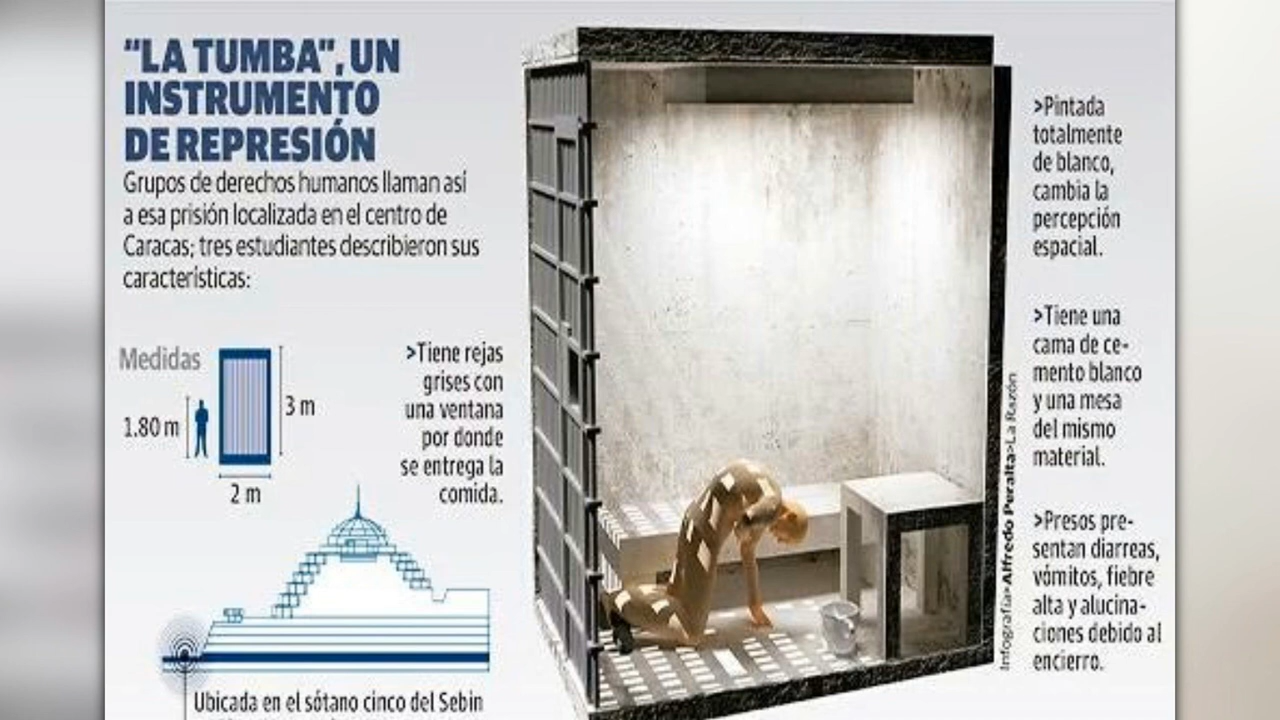 “LA TUMBA”, UN
INSTRUMENTO
DE REPRESIÓN
Grupos de derechos humanos llaman así
a esa prisión localizada en el centro de
Caracas; tres estudiantes describieron sus
características:
Medidas
1.80 m
3 m
2 m
>Tiene rejas
grises con
una ventana
por donde
se entrega la
comida.
Ubicada en el sótano cinco del Sebin
>Pintada
totalmente
de blanco,
cambia la
percepción
espacial.
>Tiene una
cama de ce-
mento blanco
y una mesa
del mismo
material.
>Presos pre-
sentan diarreas,
vómitos, fiebre
alta y alucina-
ciones debido al
encierro.
Infografía>Alfredo Peralta>La Razón